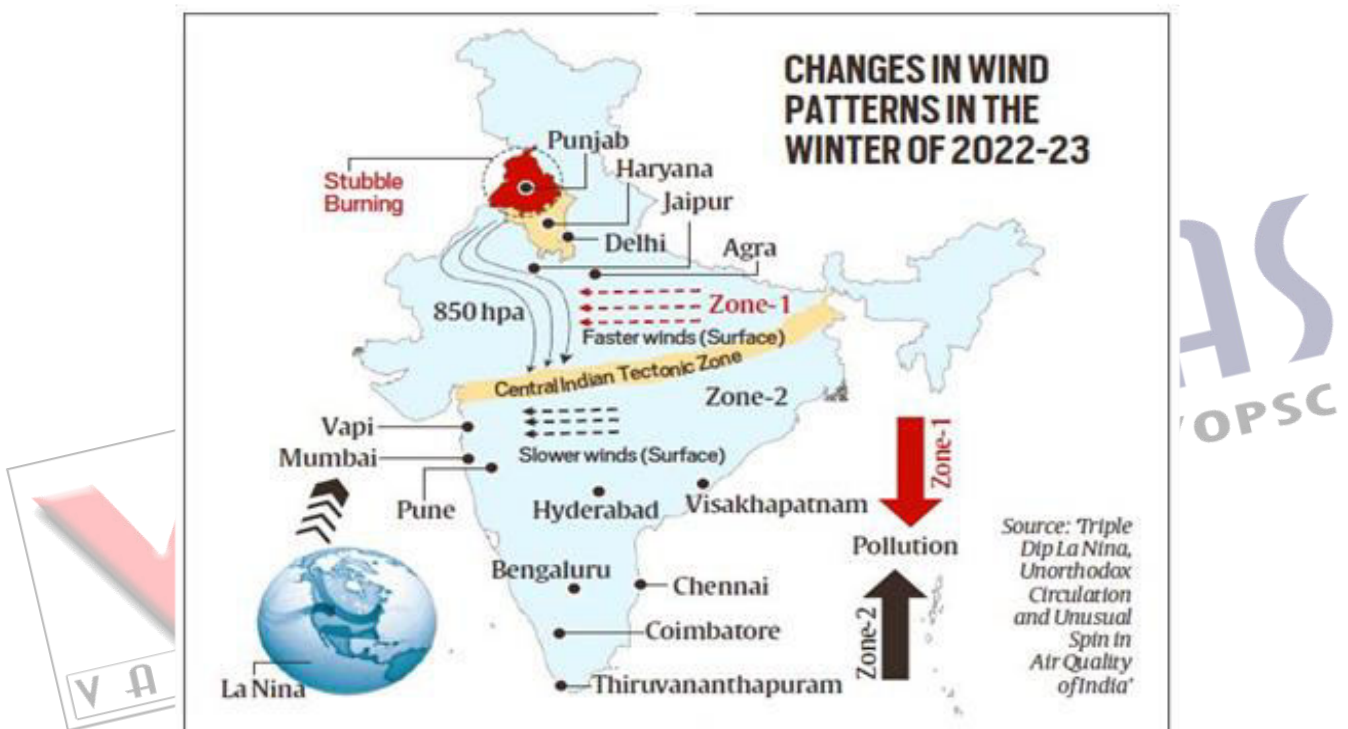 CHANGES IN WIND
PATTERNS IN THE
WINTER OF 2022-23
Punjab
Haryana
Stubble
Burning
Jaipur
Delhi
Agra
850 hpa
Zone-1
Faster winds (Surface)
Central Indian Tectonic Zone
Zone-2
Vapi
Slower winds (Surface)
Mumbai
Pune
Hyderabad
Visakhapatnam
Zone-1
Pollution
Zone-2
Bengaluru
Chennai
Coimbatore
Thiruvananthapuram
La Nina
Source: 'Triple
Dip La Nina,
Unorthodox
Circulation
and Unusual
Spin in
Air Quality
of India'
AS
OPSC
V A